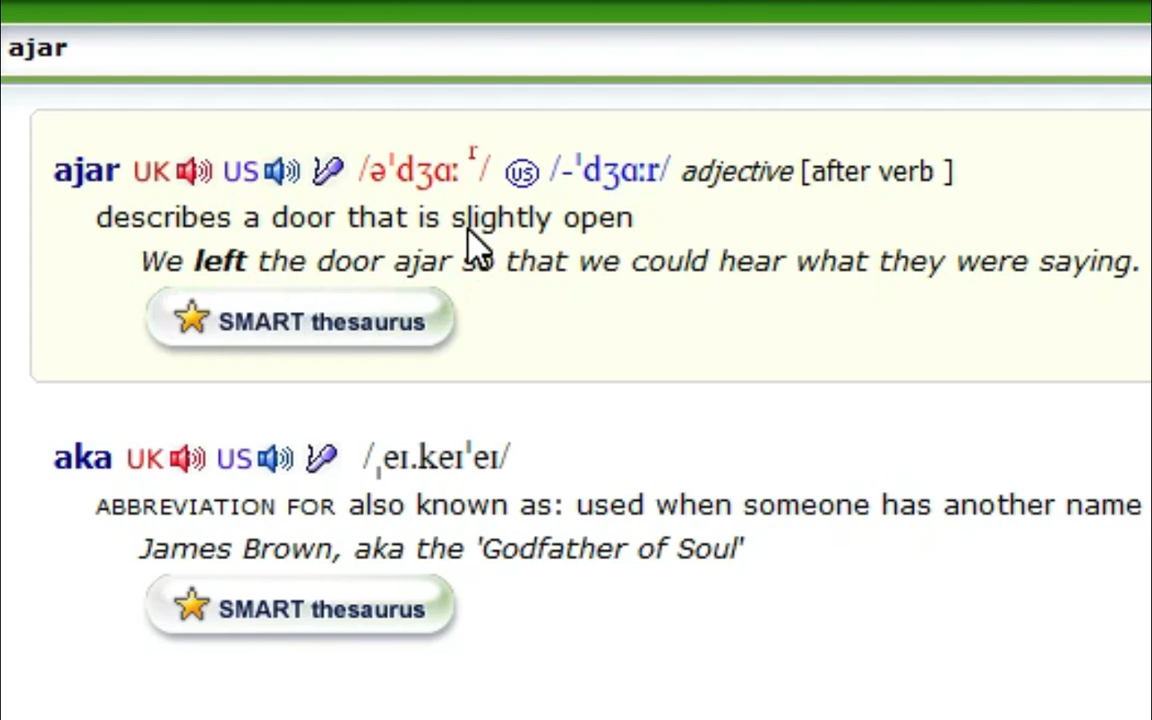 ajar
ajar UK US /əˈdʒɑː ʳ/ US /-ˈdʒɑːr/ adjective [after verb ]
describes a door that is slightly open
We left the door ajar so that we could hear what they were saying.
SMART thesaurus
aka UK US /ˌeɪ.keɪˈeɪ/
ABBREVIATION FOR also known as: used when someone has another name
James Brown, aka the 'Godfather of Soul'
SMART thesaurus